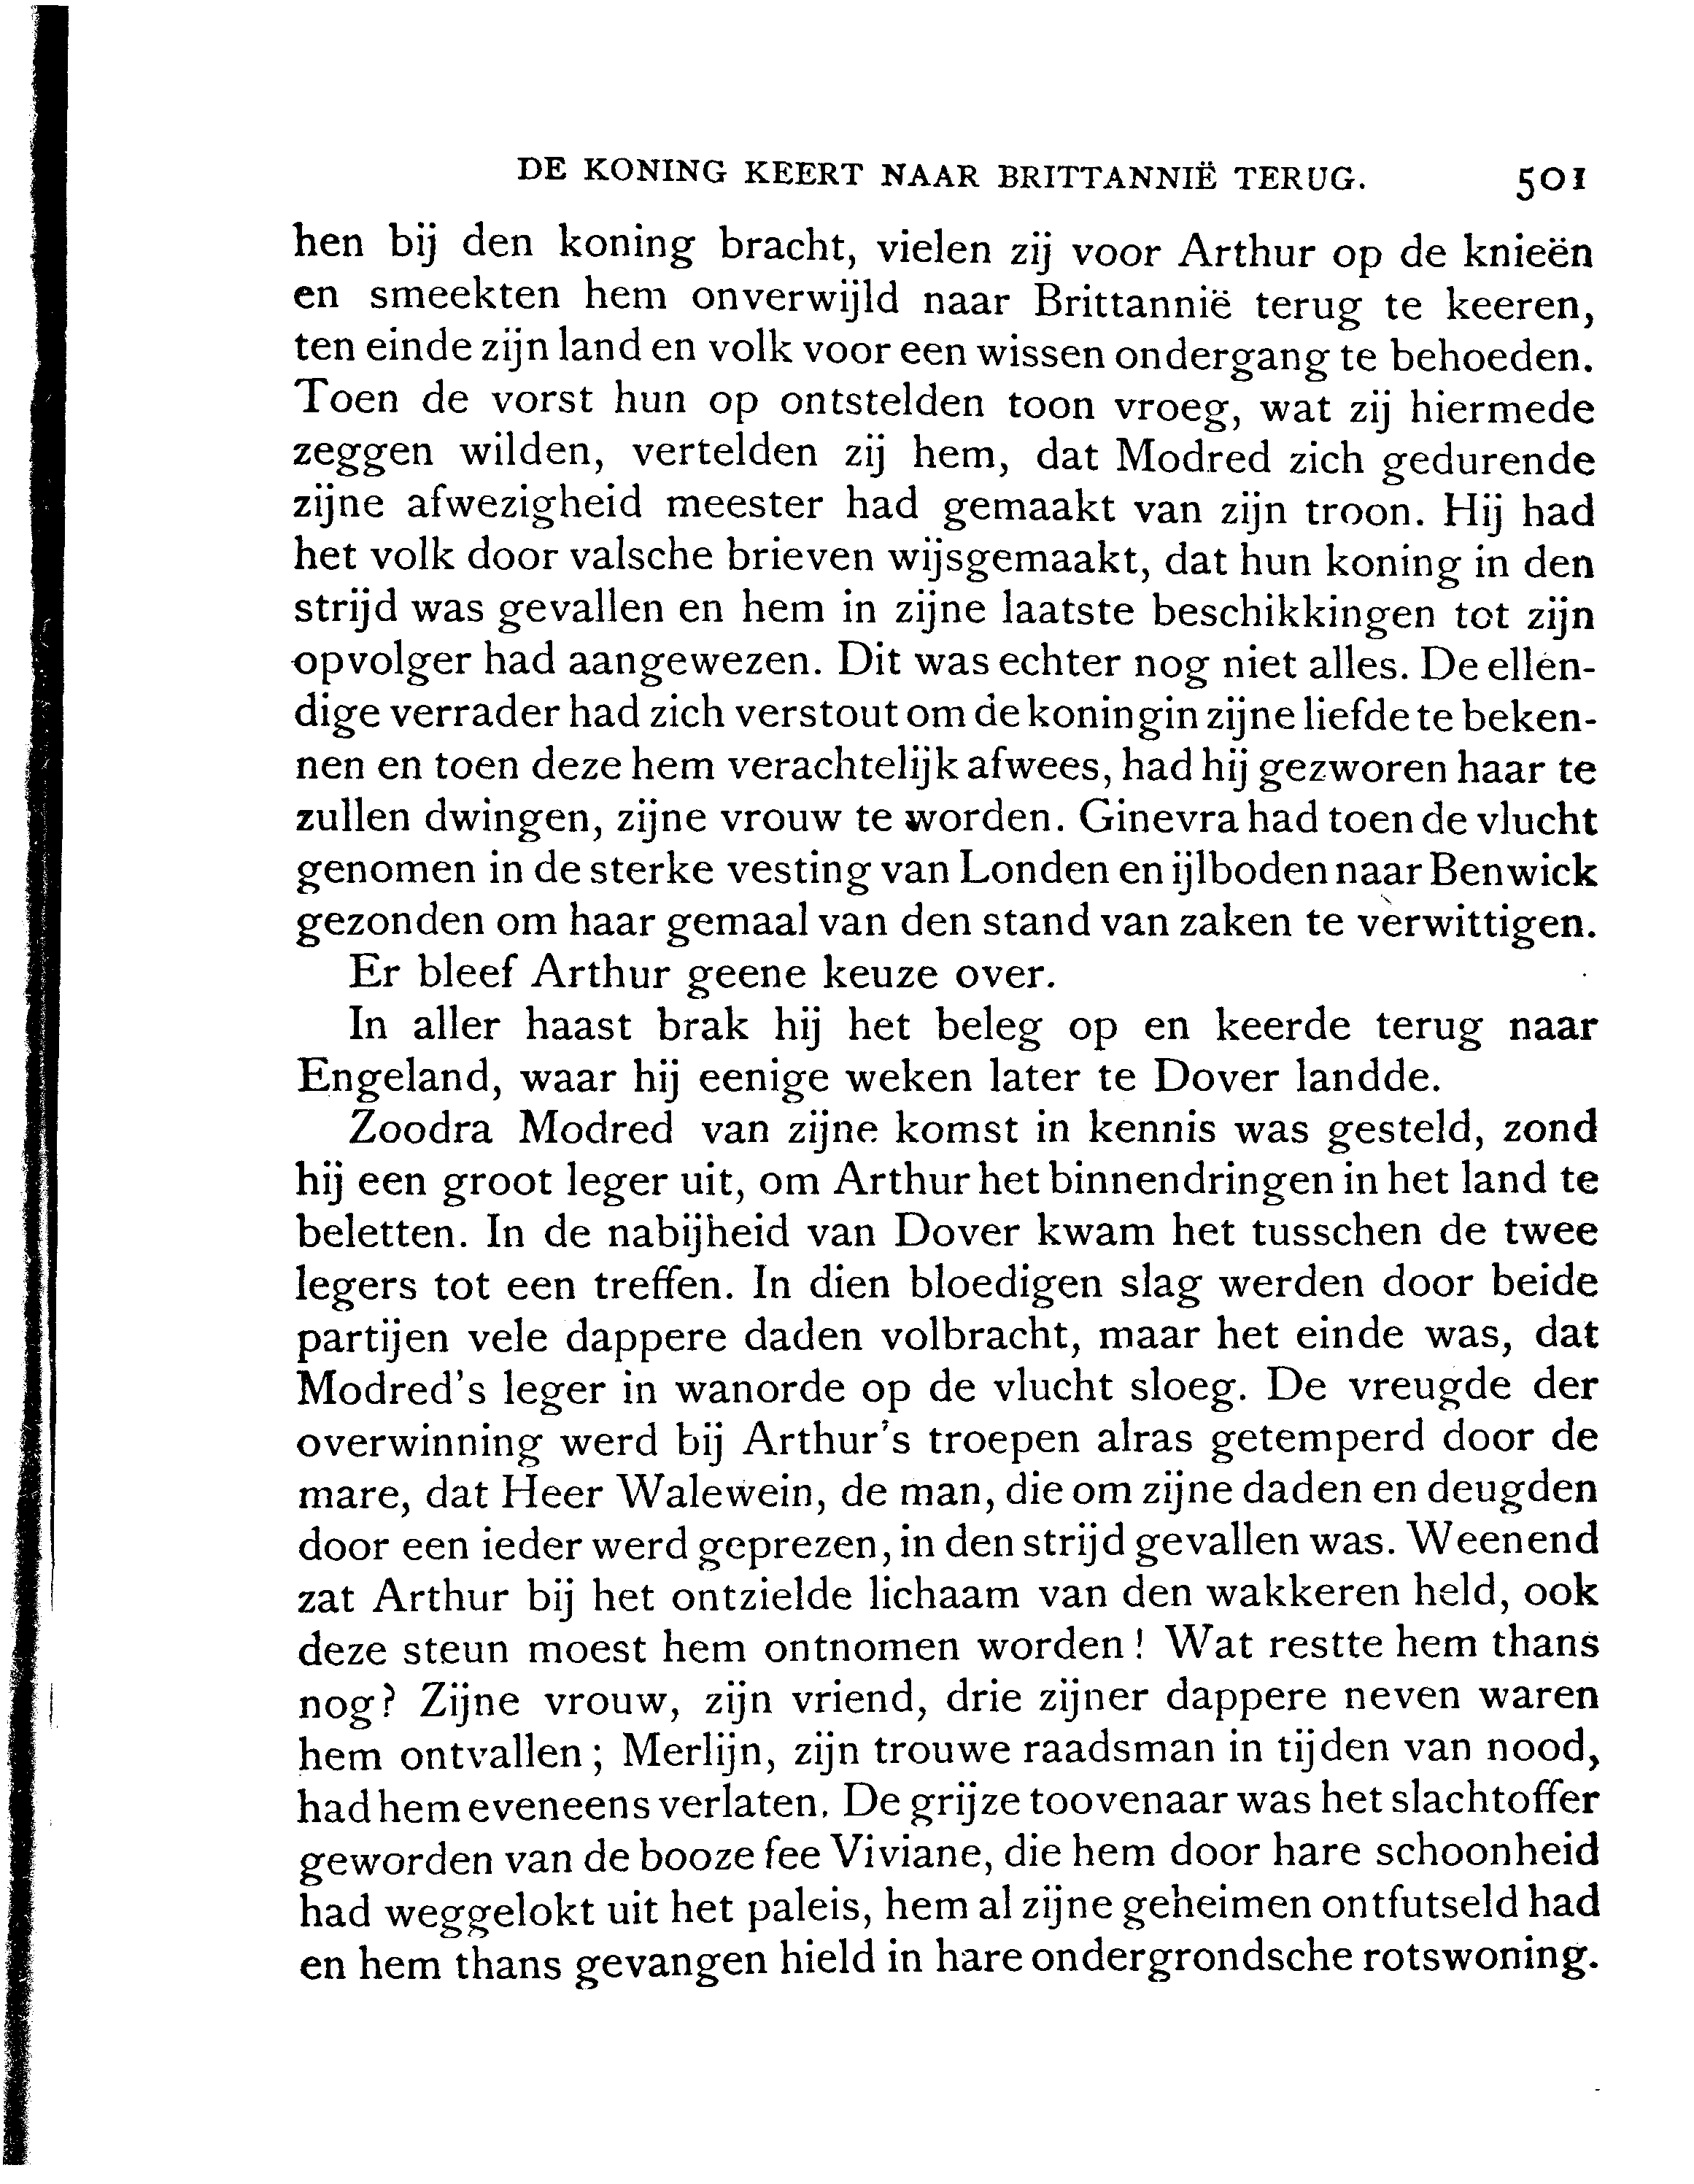 DE KONING KEERT NAAR BRITTANNIË TERUG. 501
hen bij den koning bracht, vielen zij voor Arthur op de knieën
en smeekten hem onverwijld naar Brittannië terug te keeren,
ten einde zijn land en volk voor een wissen ondergang te behoeden.
Toen de vorst hun op ontstelden toon vroeg, wat zij hiermede
zeggen wilden, vertelden zij hem, dat Modred zich gedurende
zijne afwezigheid meester had gemaakt van zijn troon. Hij had
het volk door valsche brieven wijsgemaakt, dat hun koning in den
strijd was gevallen en hem in zijne laatste beschikkingen tot zijn
opvolger had aangewezen. Dit was echter nog niet alles. De ellen-
dige verrader had zich verstout om de koningin zijne liefde te beken-
nen en toen deze hem verachtelijk afwees, had hij gezworen haar te
zullen dwingen, zijne vrouw te worden. Ginevra had toen de vlucht
genomen in de sterke vesting van Londen en ijlboden naar Benwick
gezonden om haar gemaal van den stand van zaken te verwittigen.
Er bleef Arthur geene keuze over.
In aller haast brak hij het beleg op en keerde terug naar
Engeland, waar hij eenige weken later te Dover landde.
Zoodra Modred van zijne komst in kennis was gesteld, zond
hij een groot leger uit, om Arthur het binnendringen in het land te
beletten. In de nabijheid van Dover kwam het tusschen de twee
legers tot een treffen. In dien bloedigen slag werden door beide
partijen vele dappere daden volbracht, maar het einde was, dat
Modred's leger in wanorde op de vlucht sloeg. De vreugde der
overwinning werd bij Arthur's troepen alras getemperd door de
mare, dat Heer Walewein, de man, die om zijne daden en deugden
door een ieder werd geprezen, in den strijd gevallen was. Weenend
zat Arthur bij het ontzielde lichaam van den wakkeren held, ook
deze steun moest hem ontnomen worden! Wat restte hem thans
nog? Zijne vrouw, zijn vriend, drie zijner dappere neven waren
hem ontvallen; Merlijn, zijn trouwe raadsman in tijden van nood,
had hem eveneens verlaten. De grijze toovenaar was het slachtoffer
geworden van de booze fee Viviane, die hem door hare schoonheid
had weggelokt uit het paleis, hem al zijne geheimen ontfutseld had
en hem thans gevangen hield in hare ondergrondsche rotswoning.